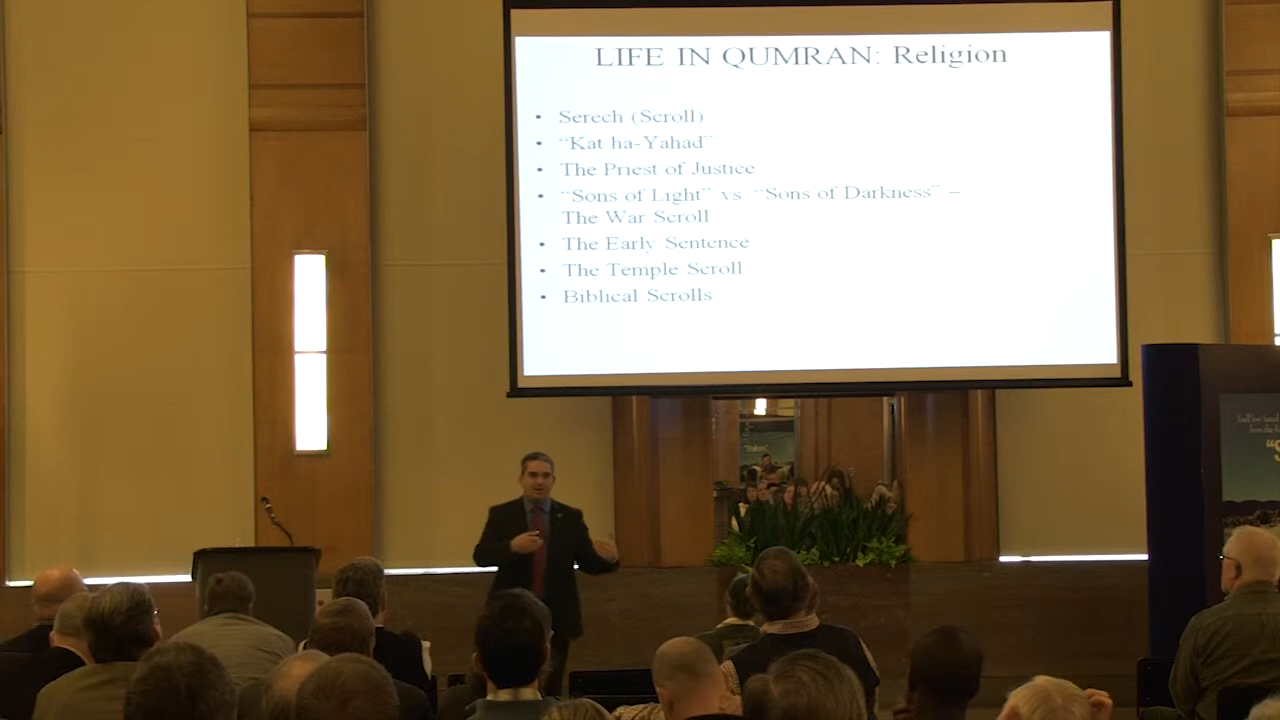 LIFE IN QUMRAN: Religion
• Serech (Scroll)
• “Kat ha-Yahad”
• The Priest of Justice
• “Sons of Light” vs. “Sons of Darkness” –
The War Scroll
• The Early Sentence
• The Temple Scroll
• Biblical Scrolls